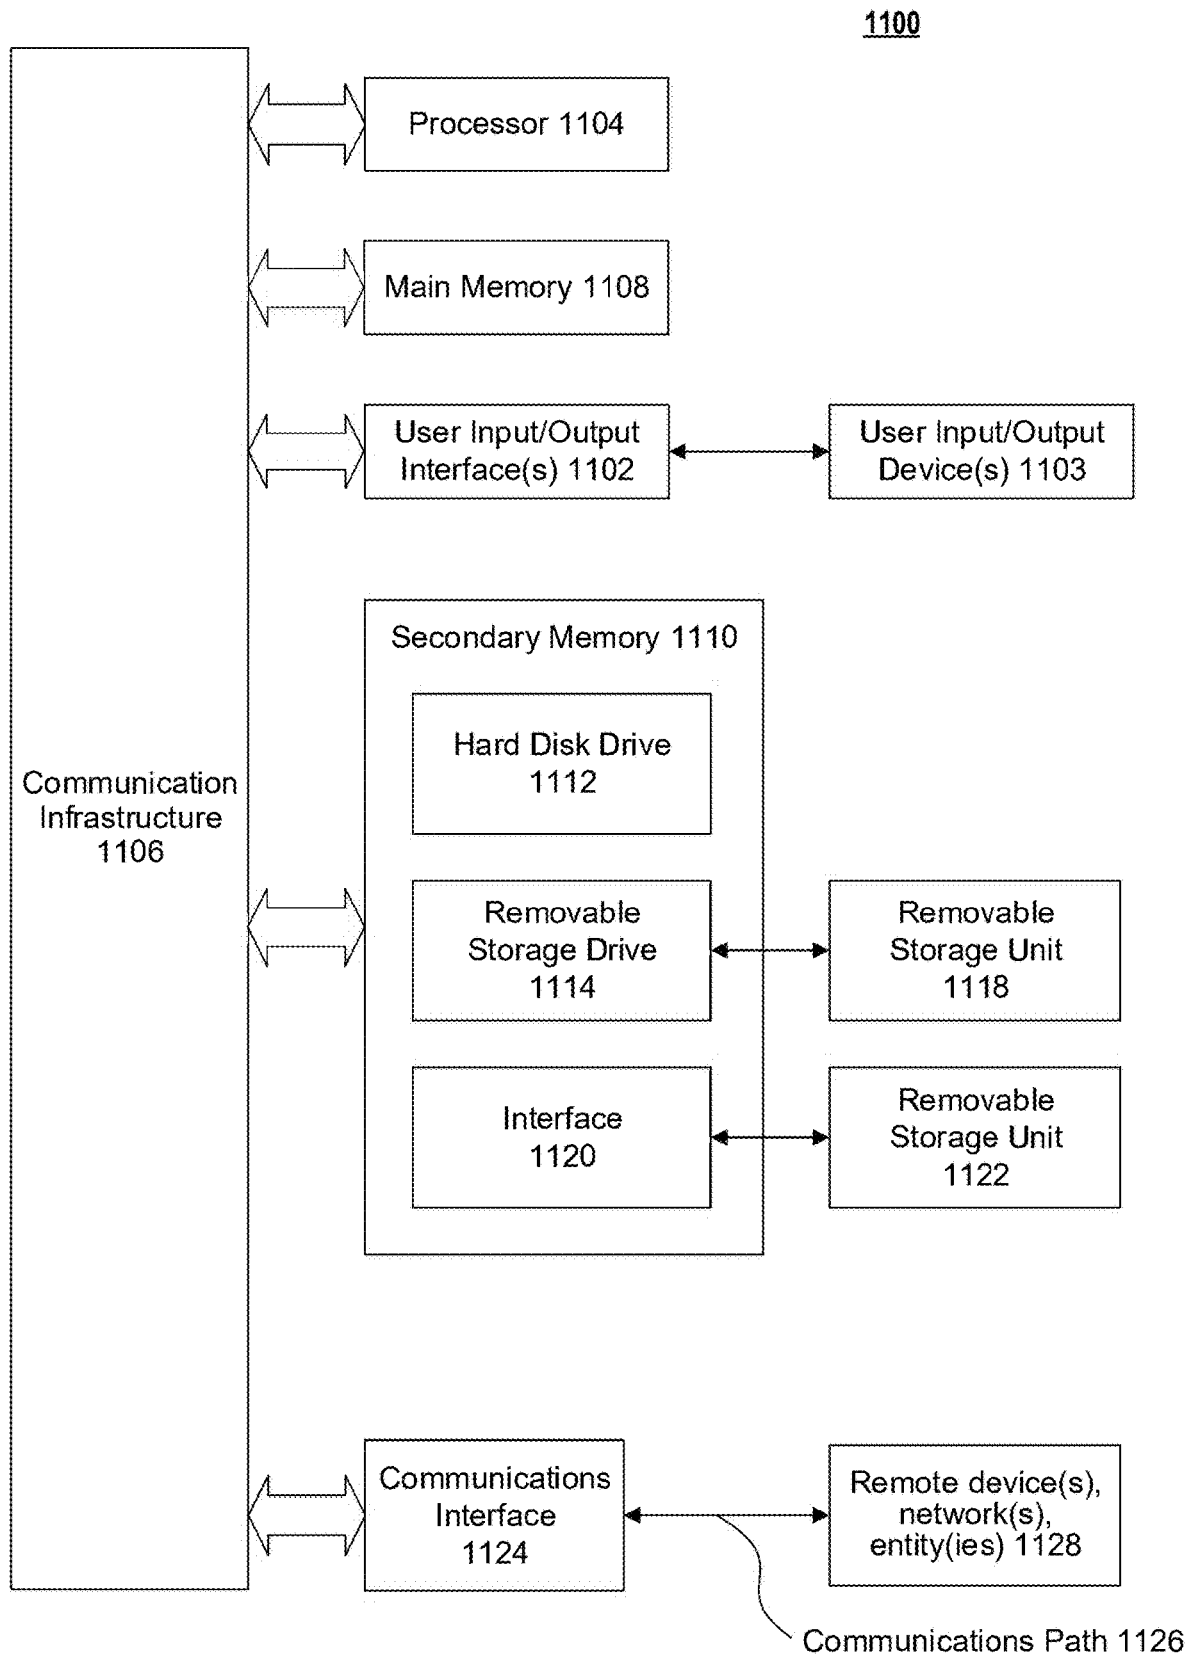 1100
Processor 1104
Main Memory 1108
User Input/Output
Interface(s) 1102
User Input/Output
Device(s) 1103
Secondary Memory 1110
Hard Disk Drive
1112
Communication
Infrastructure
1106
Removable
Storage Drive
1114
Removable
Storage Unit
1118
Interface
1120
Removable
Storage Unit
1122
Communications
Interface
1124
Remote device(s),
network(s),
entity(ies) 1128
Communications Path 1126